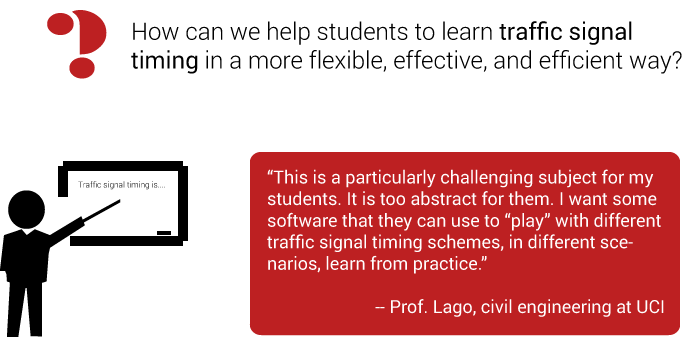 How can we help students to learn traffic signal
timing in a more flexible, effective, and efficient way?
Traffic signal timing is....
“This is a particularly challenging subject for my
students. It is too abstract for them. I want some
software that they can use to “play” with different
traffic signal timing schemes, in different sce-
narios, learn from practice.”
-- Prof. Lago, civil engineering at UCI